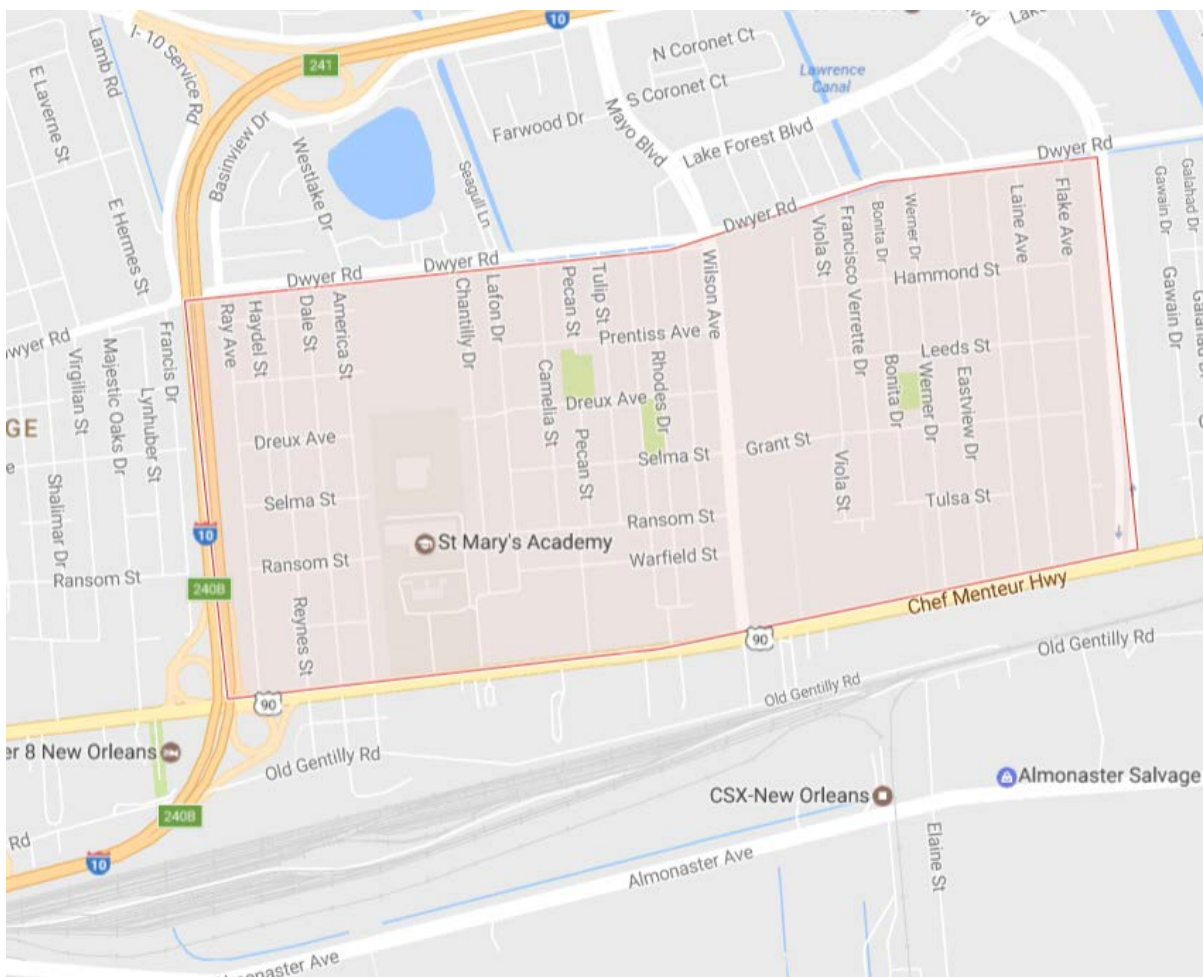 10
Lamb Rd
I- 10 Service Rd
N Coronet Ct
241
Lawrence
Canal
E Laverne St
S Coronet Ct
Mayo Blvd
Farwood Dr
Basinview Dr
Westlake Dr
Lake Forest Blvd
Seagull Ln
Dwyer Rd
E Hermes St
Dwyer Rd
Dwyer Rd
Dwyer Rd
Gawain Dr
Galahad Dr
Laine Ave
Flake Ave
Werner Dr
Bonita Dr
Francisco Verrette Dr
Viola St
Hammond St
Wilson Ave
Tulip St
Pecan St
Lafon Dr
Chantilly Dr
America St
Dale St
Haydel St
Ray Ave
Francis Dr
wyer Rd
Virgilian St
Majestic Oaks Dr
Lynhuber St
Prentiss Ave
Leeds St
Gawain Dr
Rhodes Dr
Camelia St
Dreux Ave
Bonita Dr
Werner Dr
Eastview Dr
GE
Dreux Ave
Pecan St
Selma St
Grant St
Viola St
Tulsa St
Shalimar Dr
Selma St
10
Ransom St
St Mary's Academy
Warfield St
Ransom St
Ransom St
240B
Reynes St
Chef Menteur Hwy
90
90
Old Gentilly Rd
Old Gentilly Rd
er 8 New Orleans
Old Gentilly Rd
CSX-New Orleans
Almonaster Salvage
240B
Rd
10
Elaine St
Almonaster Ave
monaster Ave